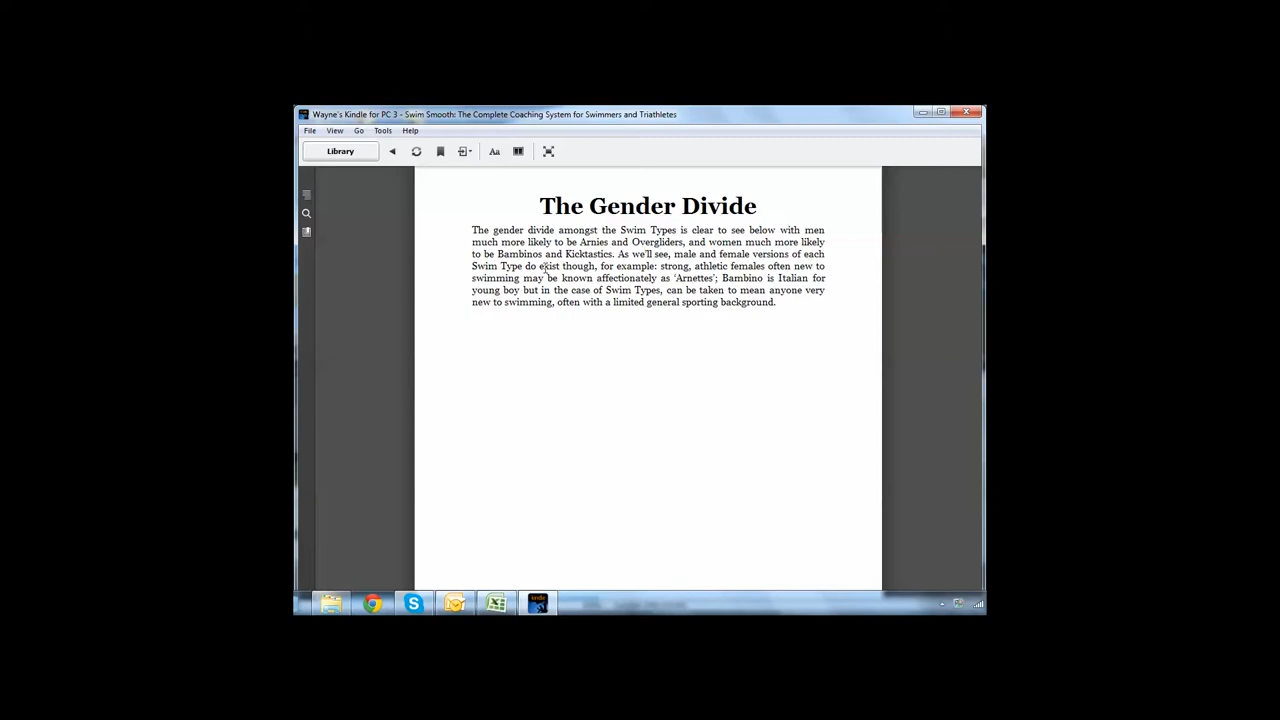 Wayne's Kindle for PC 3 - Swim Smooth: The Complete Coaching System for Swimmers and Triathletes
File View Go Tools Help
Library Aa
The Gender Divide
The gender divide amongst the Swim Types is clear to see below with men
much more likely to be Arnies and Overgliders, and women much more likely
to be Bambinos and Kicktastics. As we'll see, male and female versions of each
Swim Type do exist though, for example: strong, athletic females often new to
swimming may be known affectionately as 'Arnettes'; Bambino is Italian for
young boy but in the case of Swim Types, can be taken to mean anyone very
new to swimming, often with a limited general sporting background.
kindle